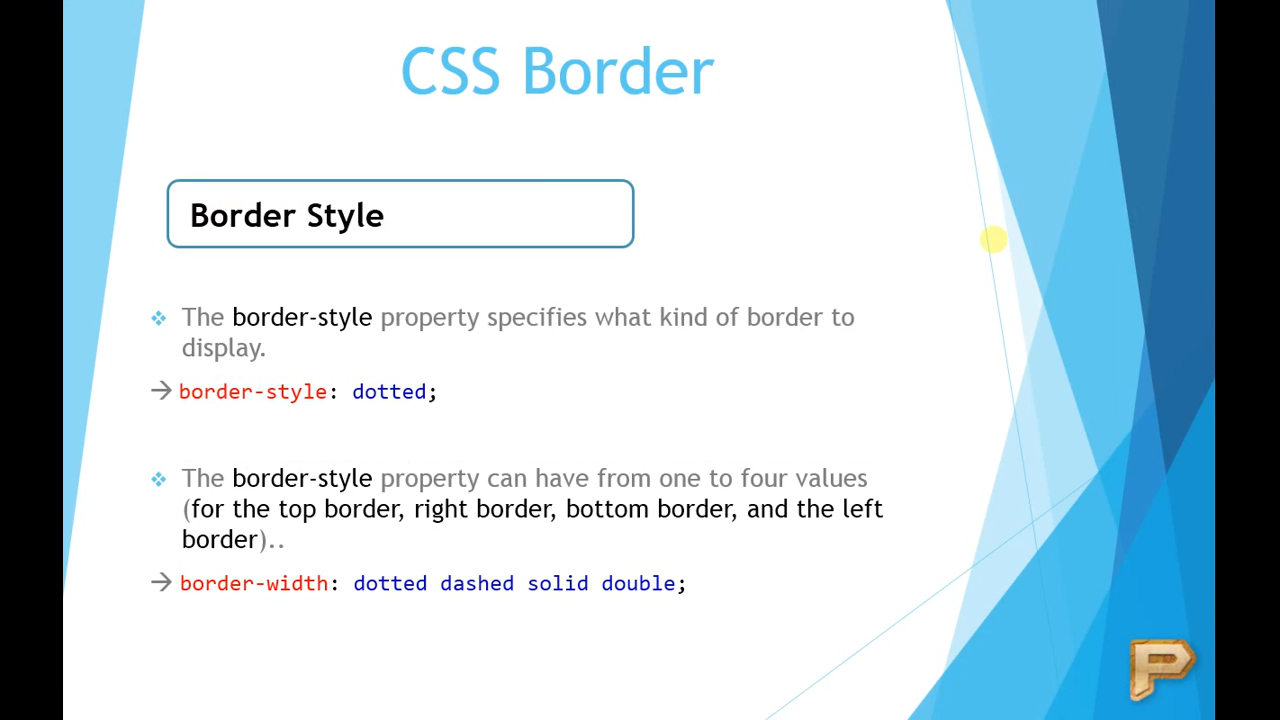 CSS Border
Border Style
The border-style property specifies what kind of border to
display.
border-style: dotted;
The border-style property can have from one to four values
(for the top border, right border, bottom border, and the left
border)..
border-width: dotted dashed solid double;
P